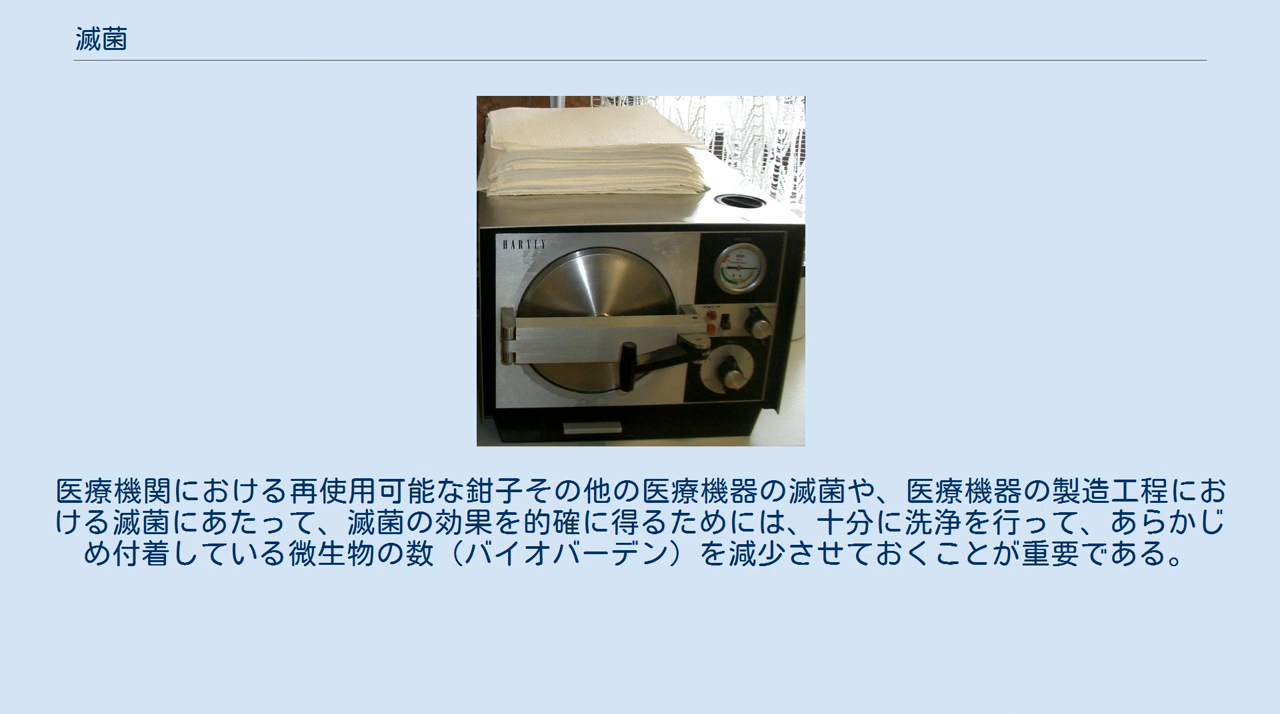 滅菌
HARVEY
医療機関における再使用可能な鉗子その他の医療機器の滅菌や、医療機器の製造工程にお
ける滅菌にあたって、滅菌の効果を的確に得るためには、十分に洗浄を行って、あらかじ
め付着している微生物の数（バイオバーデン）を減少させておくことが重要である。